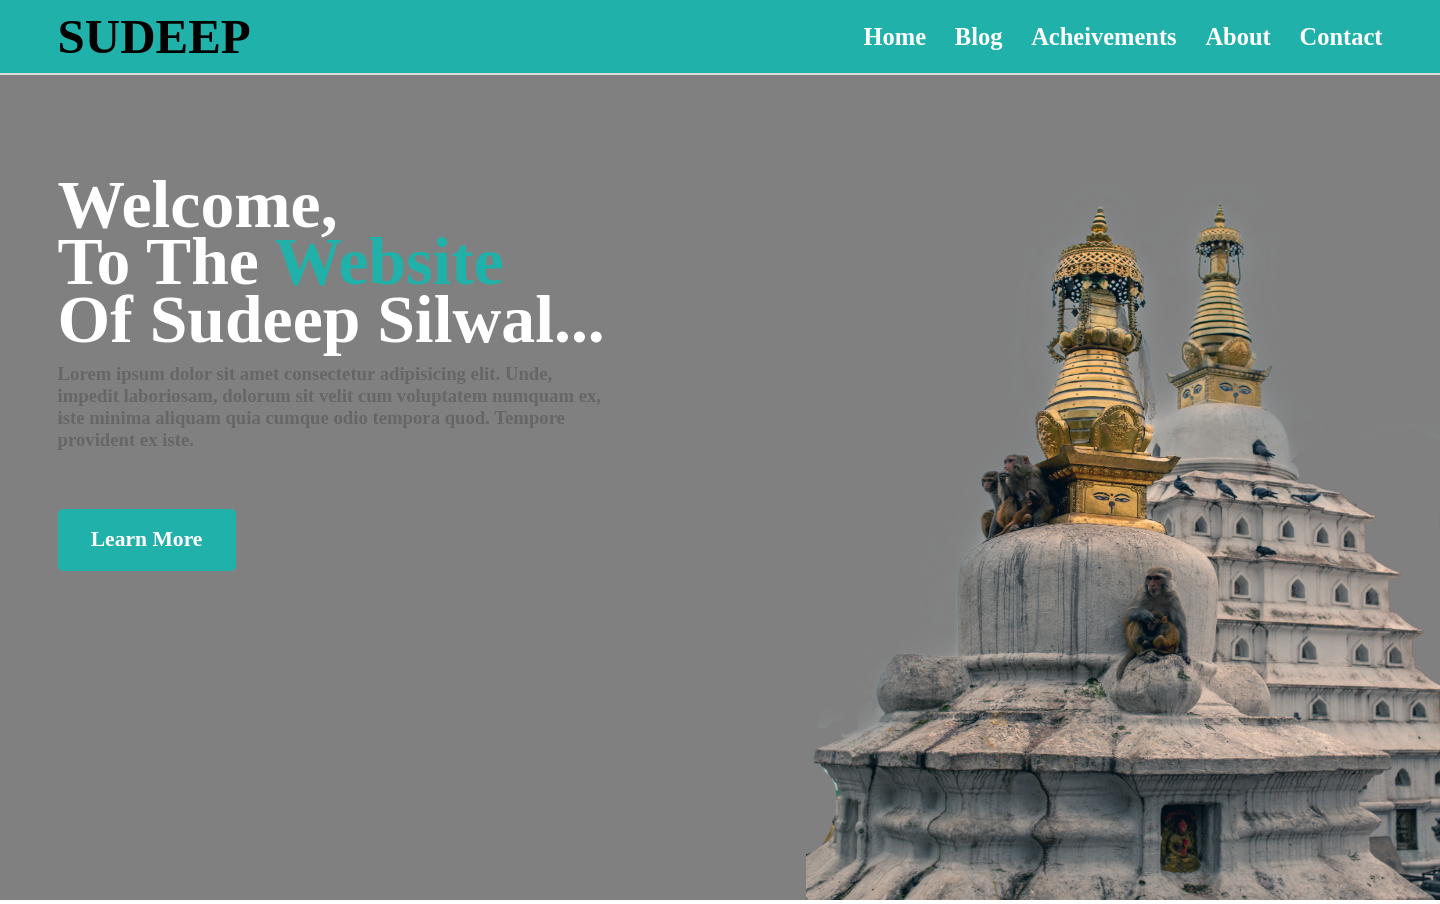 SUDEEP
Home Blog Acheivements About Contact
Welcome,
To The Website
Of Sudeep Silwal...
Lorem ipsum dolor sit amet consectetur adipisicing elit. Unde,
impedit laboriosam, dolorum sit velit cum voluptatem numquam ex,
iste minima aliquam quia cumque odio tempora quod. Tempore
provident ex iste.
Learn More